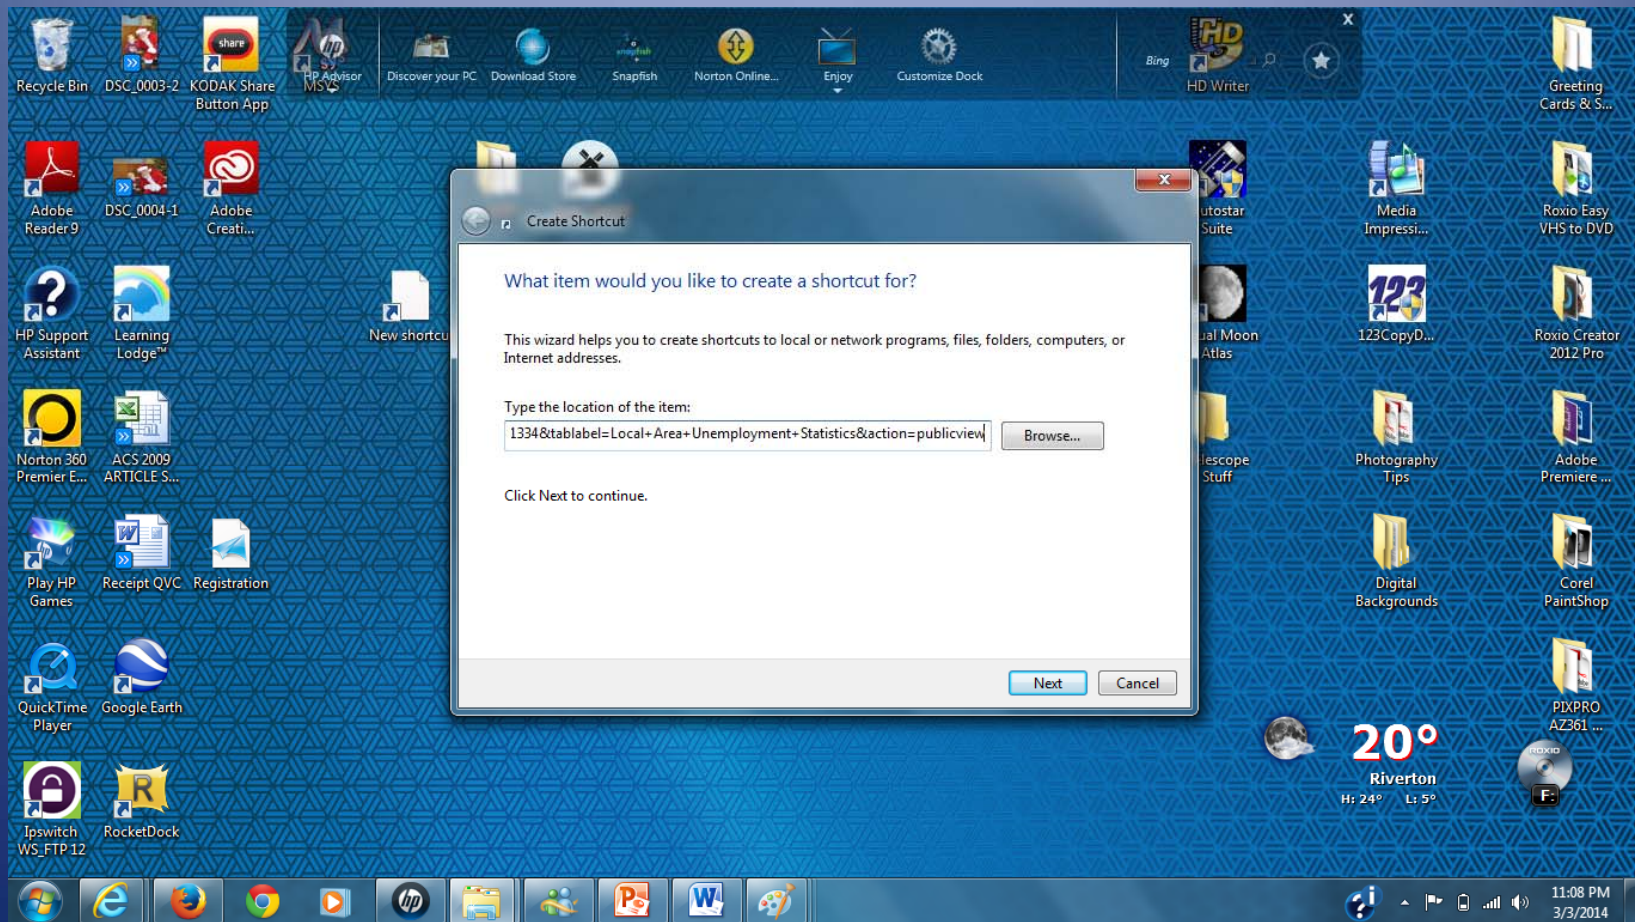 Recycle Bin
DSC_0003-2
share
KODAK Share
Button App
HP Advisor
MSYS
Discover your PC
Download Store
snapfish
Snapfish
Norton Online...
Enjoy
Customize Dock
Bing
HD
HD Writer
x
Greeting
Cards & S...
Adobe
Reader 9
DSC_0004-1
Adobe
Creati...
Create Shortcut
utostar
Suite
Media
Impressi...
Roxio Easy
VHS to DVD
What item would you like to create a shortcut for?
HP Support
Assistant
Learning
Lodge™
New shortcu
This wizard helps you to create shortcuts to local or network programs, files, folders, computers, or
Internet addresses.
ual Moon
Atlas
123
123CopyD...
Roxio Creator
2012 Pro
Type the location of the item:
1334&tablabel=Local+Area+Unemployment+Statistics&action=publicview
Browse...
Norton 360
Premier E...
ACS 2009
ARTICLE S...
lescope
Stuff
Photography
Tips
Adobe
Premiere ...
Click Next to continue.
Play HP
Games
Receipt QVC
Registration
Digital
Backgrounds
Corel
PaintShop
Next
Cancel
QuickTime
Player
Google Earth
PIXPRO
AZ361 ...
20°
Riverton
H: 24° L: 5°
ROXIO
F:
Ipswitch
WS_FTP 12
R
RocketDock
hp
P
W
11:08 PM
3/3/2014